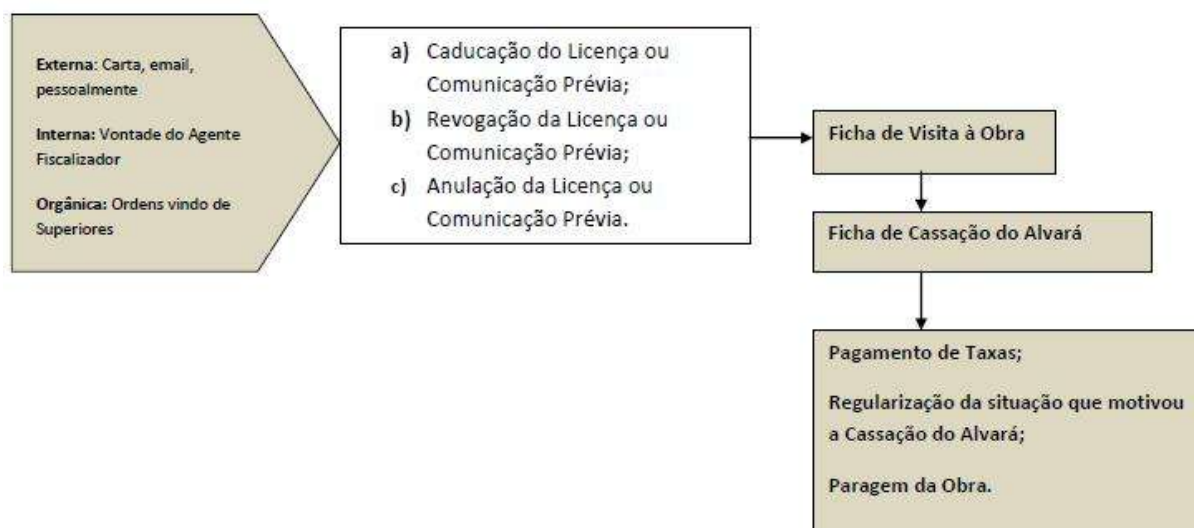 Externa: Carta, email,
pessoalmente
Interna: Vontade do Agente
Fiscalizador
Orgânica: Ordens vindo de
Superiores
a) Caducação do Licença ou
Comunicação Prévia;
b) Revogação da Licença ou
Comunicação Prévia;
c) Anulação da Licença ou
Comunicação Prévia.
Ficha de Visita à Obra
Ficha de Cassação do Alvará
Pagamento de Taxas;
Regularização da situação que motivou
a Cassação do Alvará;
Paragem da Obra.